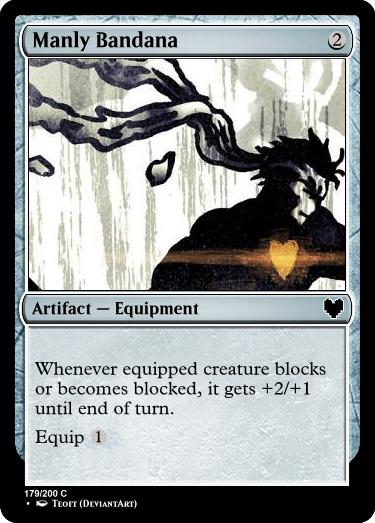 Manly Bandana 2
Artifact — Equipment
Whenever equipped creature blocks
or becomes blocked, it gets +2/+1
until end of turn.
Equip 1
179/200 C
• Teoft (DeviantArt)